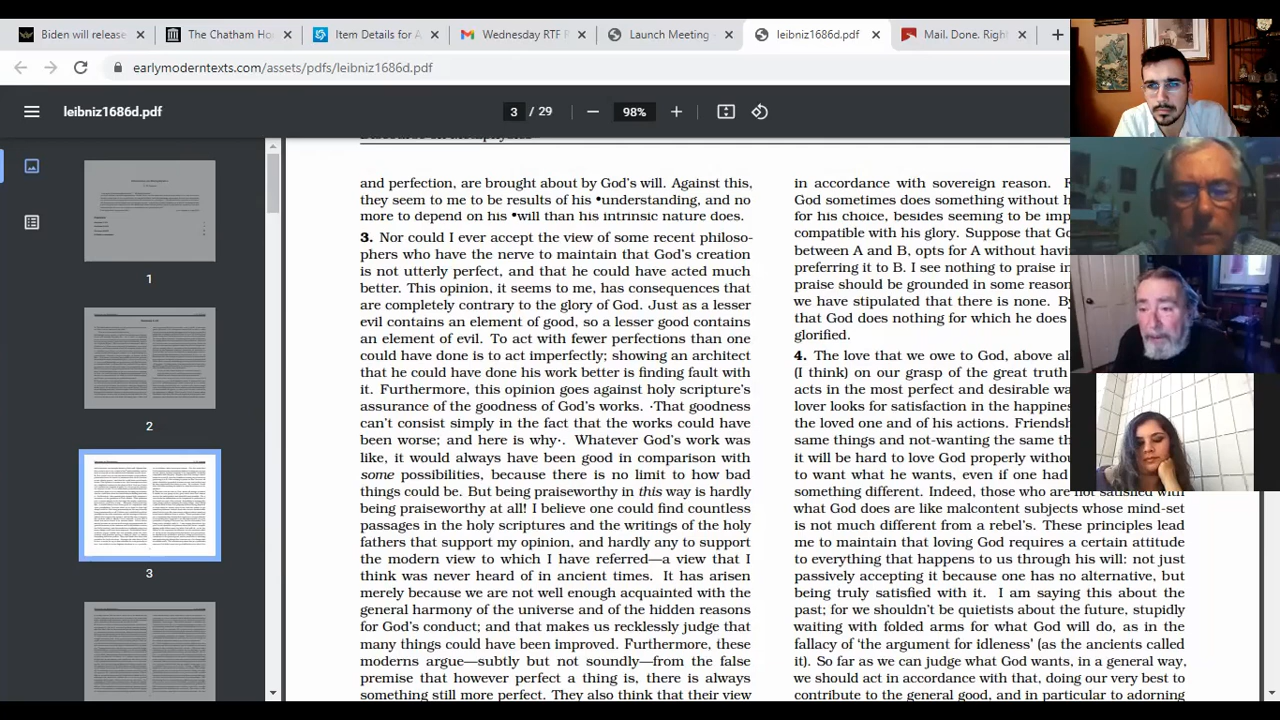 Biden will release
The Chatham Ho
Item Details for A
Wednesday RTF
Launch Meeting -
leibniz1686d.pdf
Mail. Done. Righ
earlymoderntexts.com/assets/pdfs/leibniz1686d.pdf
leibniz1686d.pdf
3 / 29
98%
1
2
3
and perfection, are brought about by God's will. Against this,
they seem to me to be results of his •understanding, and no
more to depend on his •will than his intrinsic nature does.
3. Nor could I ever accept the view of some recent philoso-
phers who have the nerve to maintain that God's creation
is not utterly perfect, and that he could have acted much
better. This opinion, it seems to me, has consequences that
are completely contrary to the glory of God. Just as a lesser
evil contains an element of good, so a lesser good contains
an element of evil. To act with fewer perfections than one
could have done is to act imperfectly; showing an architect
that he could have done his work better is finding fault with
it. Furthermore, this opinion goes against holy scripture's
assurance of the goodness of God's works. ·That goodness
can't consist simply in the fact that the works could have
been worse; and here is why·. Whatever God's work was
like, it would always have been good in comparison with
some possibilities, because there is no limit to how bad
things could be. But being praiseworthy in this way is hardly
being praiseworthy at all! I believe one could find countless
passages in the holy scriptures and the writings of the holy
fathers that support my opinion, and hardly any to support
the modern view to which I have referred—a view that I
think was never heard of in ancient times. It has arisen
merely because we are not well enough acquainted with the
general harmony of the universe and of the hidden reasons
for God's conduct; and that makes us recklessly judge that
many things could have been improved. Furthermore, these
moderns argue—subtly but not soundly—from the false
premise that however perfect a thing is, there is always
something still more perfect. They also think that their view
in accordance with sovereign reason.
God sometimes does something without
for his choice, besides seeming to be
compatible with his glory. Suppose that
between A and B, opts for A without
preferring it to B. I see nothing to praise in
praise should be grounded in some reason
we have stipulated that there is none.
that God does nothing for which he does
glorified.
4. The love that we owe to God, above
(I think) on our grasp of the great truth
acts in the most perfect and desirable
lover looks for satisfaction in the
the loved one and of his actions.
same things and not-wanting the same
it will be hard to love God properly
to want what he wants, even if one had
something different. Indeed, those who are not satisfied with
what God does are like malcontent subjects whose mind-set
is not much different from a rebel's. These principles lead
me to maintain that loving God requires a certain attitude
to everything that happens to us through his will: not just
passively accepting it because one has no alternative, but
being truly satisfied with it. I am saying this about the
past; for we shouldn't be quietists about the future, stupidly
waiting with folded arms for what God will do, as in the
fallacy of 'the argument for idleness' (as the ancients called
it). So far as we can judge what God wants, in a general way,
we should act in accordance with that, doing our very best to
contribute to the general good, and in particular to adorning